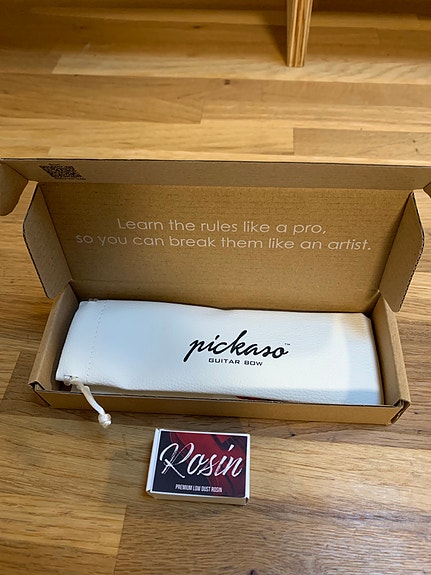 Learn the rules like a pro,
so you can break them like an artist.
pickaso™
GUITAR BOW
Rosin
PREMIUM LOW DUST ROSIN